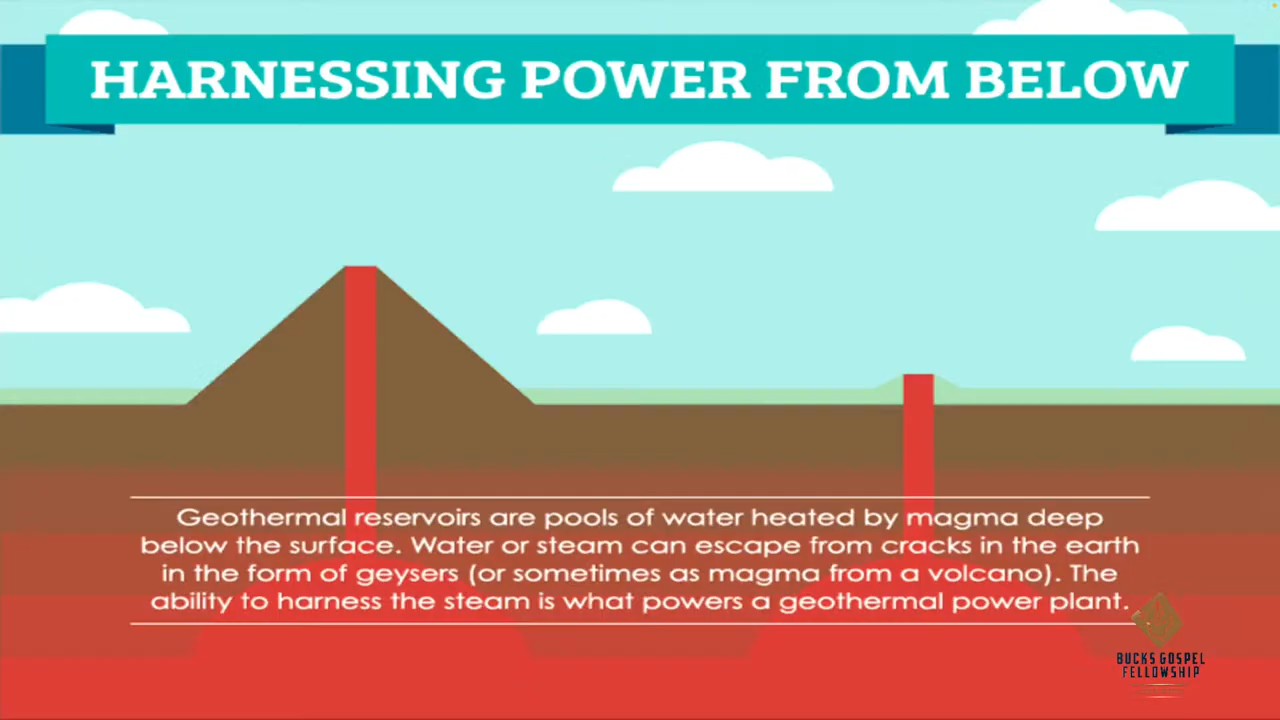 HARNESSING POWER FROM BELOW
Geothermal reservoirs are pools of water heated by magma deep
below the surface. Water or steam can escape from cracks in the earth
in the form of geysers (or sometimes as magma from a volcano). The
ability to harness the steam is what powers a geothermal power plant.
BUCKS GOSPEL
FELLOWSHIP